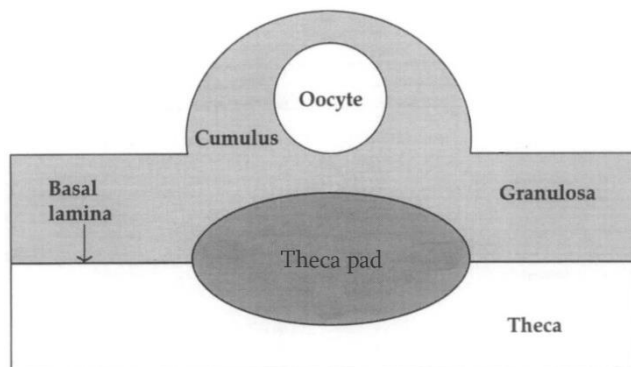 Oocyte
Cumulus
Basal
lamina
Granulosa
Theca pad
Theca